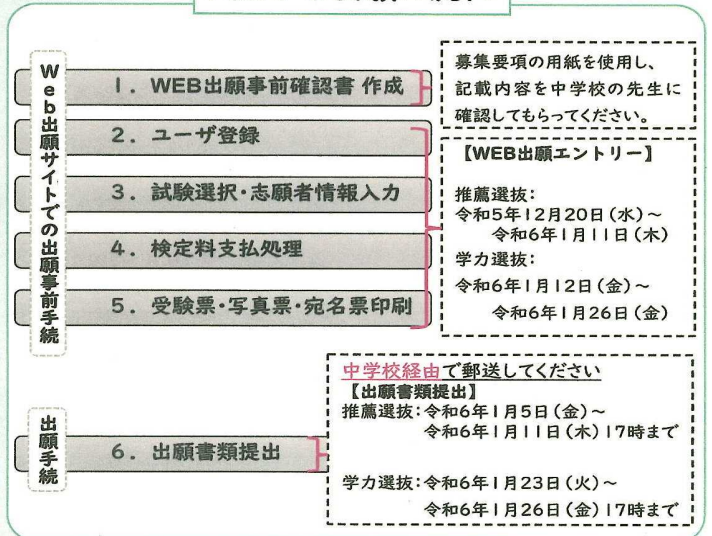 Web出願サイトでの出願事前手続
1. WEB出願事前確認書 作成
募集要項の用紙を使用し、
記載内容を中学校の先生に
確認してもらってください。
2. ユーザ登録
3. 試験選択・志願者情報入力
4. 検定料支払処理
5. 受験票・写真票・宛名票印刷
【WEB出願エントリー】
推薦選抜：
令和5年12月20日(水)～
令和6年1月11日(木)
学力選抜：
令和6年1月12日(金)～
令和6年1月26日(金)
出願手続
6. 出願書類提出
中学校経由で郵送してください
【出願書類提出】
推薦選抜：令和6年1月5日(金)～
令和6年1月11日(木)17時まで
学力選抜：令和6年1月23日(火)～
令和6年1月26日(金)17時まで